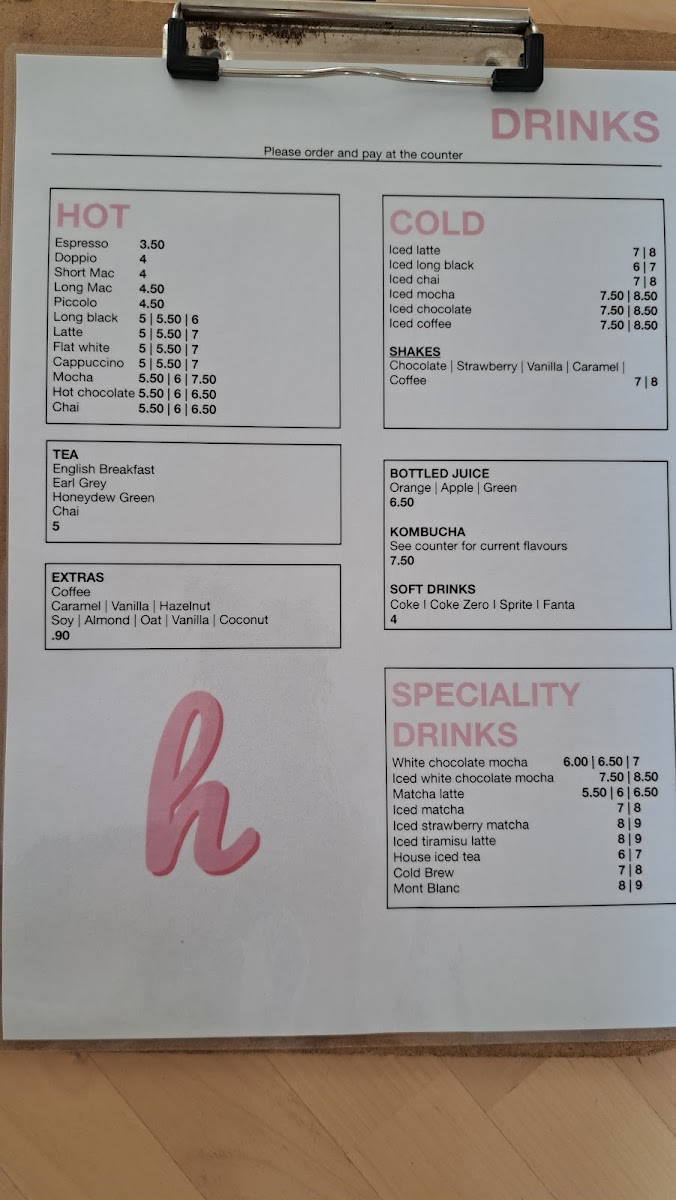 DRINKS
Please order and pay at the counter
HOT
Espresso 3.50
Doppio 4
Short Mac 4
Long Mac 4.50
Piccolo 4.50
Long black 5 | 5.50 | 6
Latte 5 | 5.50 | 7
Flat white 5 | 5.50 | 7
Cappuccino 5 | 5.50 | 7
Mocha 5.50 | 6 | 7.50
Hot chocolate 5.50 | 6 | 6.50
Chai 5.50 | 6 | 6.50
TEA
English Breakfast
Earl Grey
Honeydew Green
Chai
5
EXTRAS
Coffee
Caramel | Vanilla | Hazelnut
Soy | Almond | Oat | Vanilla | Coconut
.90
h
COLD
Iced latte 7 | 8
Iced long black 6 | 7
Iced chai 7 | 8
Iced mocha 7.50 | 8.50
Iced chocolate 7.50 | 8.50
Iced coffee 7.50 | 8.50
SHAKES
Chocolate | Strawberry | Vanilla | Caramel |
Coffee 7 | 8
BOTTLED JUICE
Orange | Apple | Green
6.50
KOMBUCHA
See counter for current flavours
7.50
SOFT DRINKS
Coke I Coke Zero I Sprite I Fanta
4
SPECIALITY
DRINKS
White chocolate mocha 6.00 | 6.50 | 7
Iced white chocolate mocha 7.50 | 8.50
Matcha latte 5.50 | 6 | 6.50
Iced matcha 7 | 8
Iced strawberry matcha 8 | 9
Iced tiramisu latte 8 | 9
House iced tea 6 | 7
Cold Brew 7 | 8
Mont Blanc 8 | 9